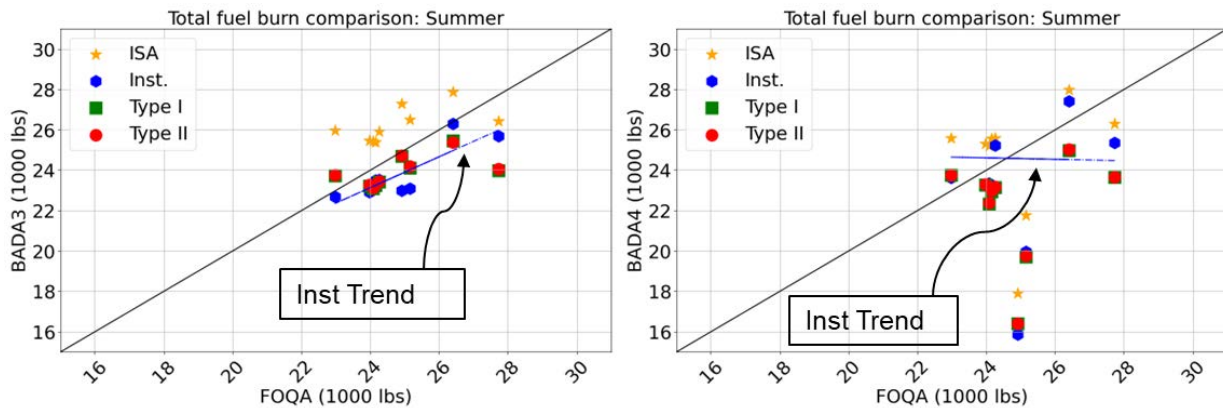 Total fuel burn comparison: Summer
30
28
26
24
22
20
18
16
BADA3 (1000 lbs)
ISA
Inst.
Type I
Type II
Inst Trend
16 18 20 22 24 26 28 30
FOQA (1000 lbs)
Total fuel burn comparison: Summer
30
28
26
24
22
20
18
16
BADA4 (1000 lbs)
ISA
Inst.
Type I
Type II
Inst Trend
16 18 20 22 24 26 28 30
FOQA (1000 lbs)